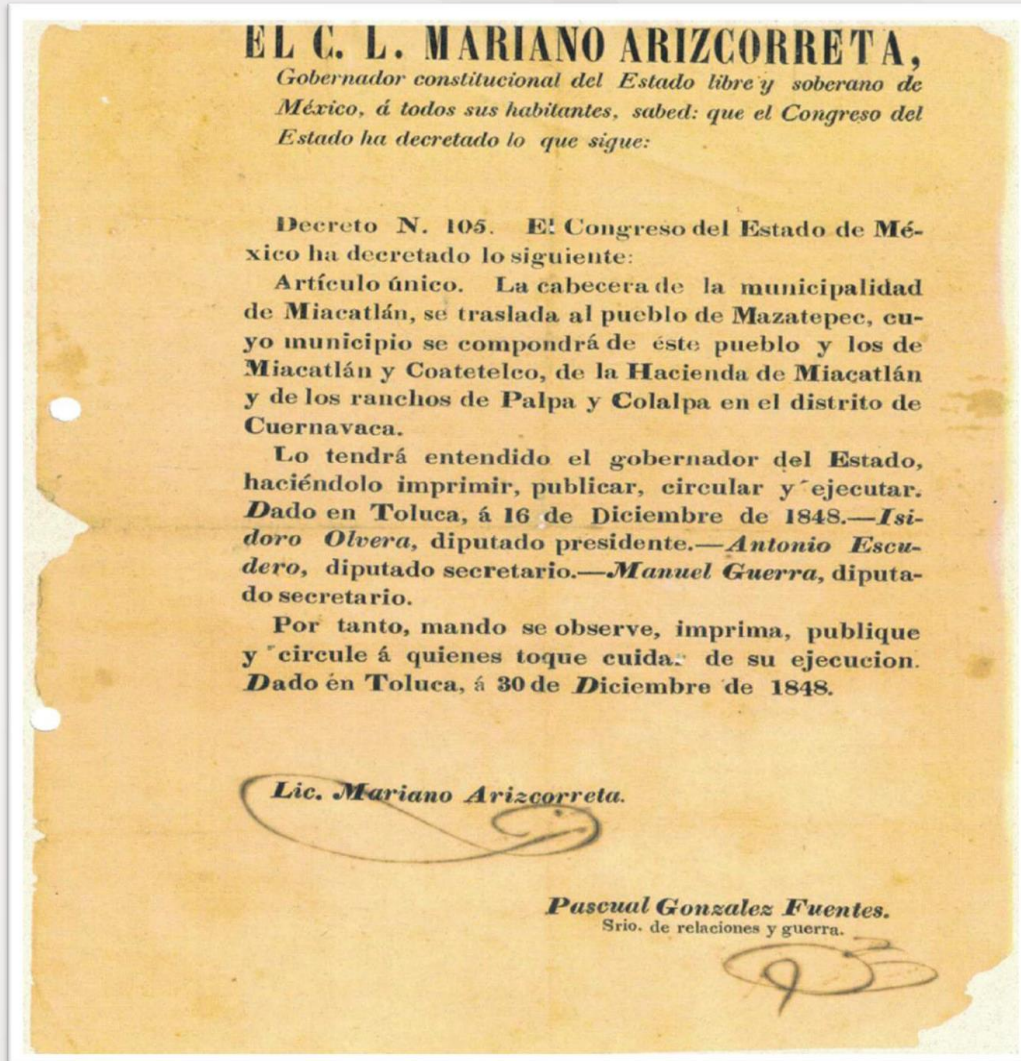 EL C. L. MARIANO ARIZCORRETA,
Gobernador constitucional del Estado libre y soberano de
México, á todos sus habitantes, sabed: que el Congreso del
Estado ha decretado lo que sigue:
Decreto N. 105. El Congreso del Estado de Mé-
xico ha decretado lo siguiente:
Artículo único. La cabecera de la municipalidad
de Miacatlán, se traslada al pueblo de Mazatepec, cu-
yo municipio se compondrá de éste pueblo y los de
Miacatlán y Coatetelco, de la Hacienda de Miacatlán
y de los ranchos de Palpa y Colalpa en el distrito de
Cuernavaca.
Lo tendrá entendido el gobernador del Estado,
haciéndolo imprimir, publicar, circular y ejecutar.
Dado en Toluca, á 16 de Diciembre de 1848.—Isi-
doro Olvera, diputado presidente.—Antonio Escu-
dero, diputado secretario.—Manuel Guerra, diputa-
do secretario.
Por tanto, mando se observe, imprima, publique
y circule á quienes toque cuidar de su ejecucion.
Dado en Toluca, á 30 de Diciembre de 1848.
Lic. Mariano Arizcorreta.
Pascual Gonzalez Fuentes.
Srio. de relaciones y guerra.